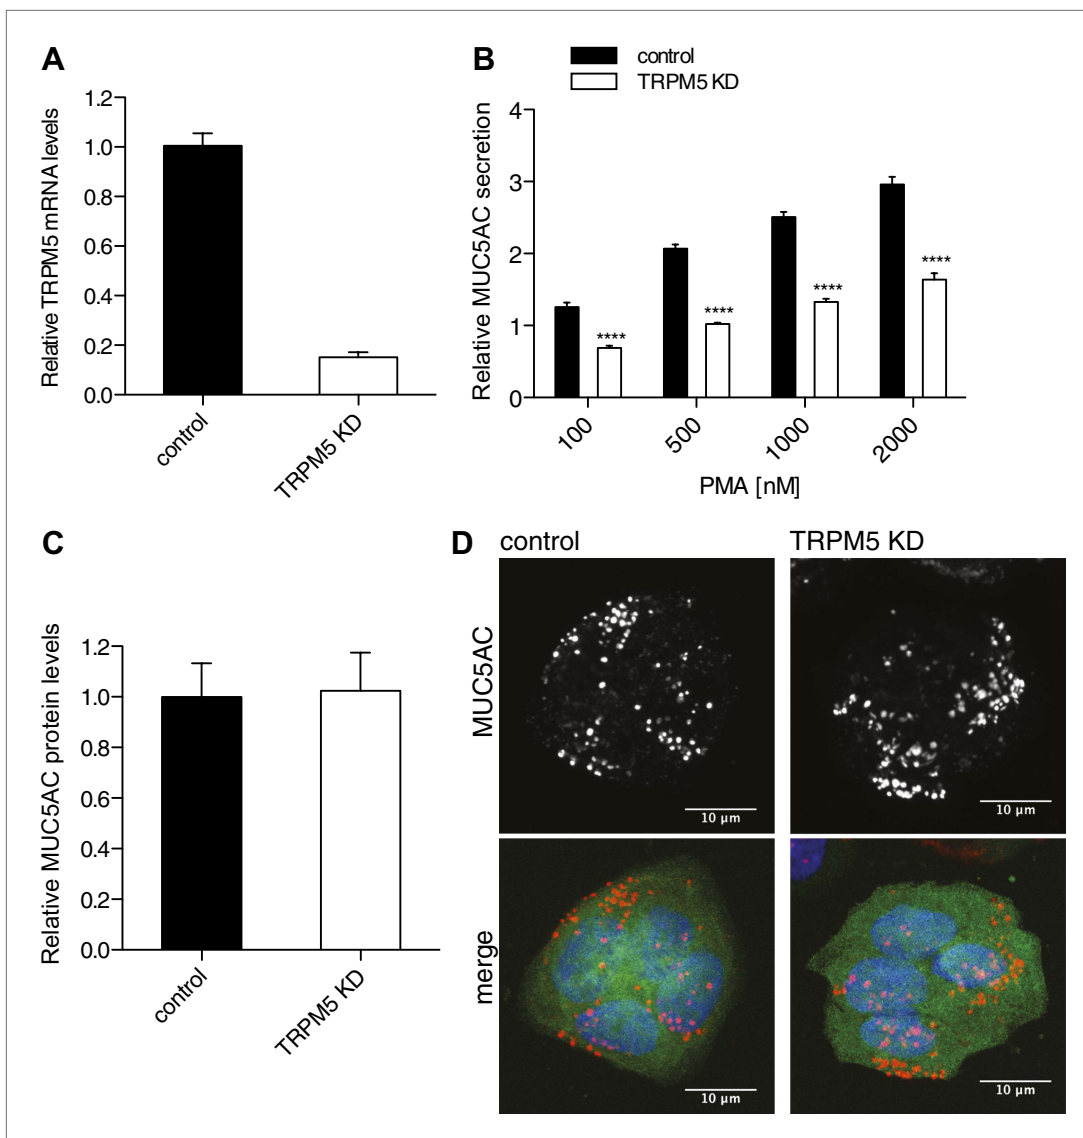 A
Relative TRPM5 mRNA levels
1.2
1.0
0.8
0.6
0.4
0.2
0.0
control
TRPM5 KD
B
control
TRPM5 KD
Relative MUC5AC secretion
4
3
2
1
0
****
****
****
****
100
500
1000
2000
PMA [nM]
C
Relative MUC5AC protein levels
1.2
1.0
0.8
0.6
0.4
0.2
0.0
control
TRPM5 KD
D
control
TRPM5 KD
MUC5AC
10 µm
10 µm
merge
10 µm
10 µm